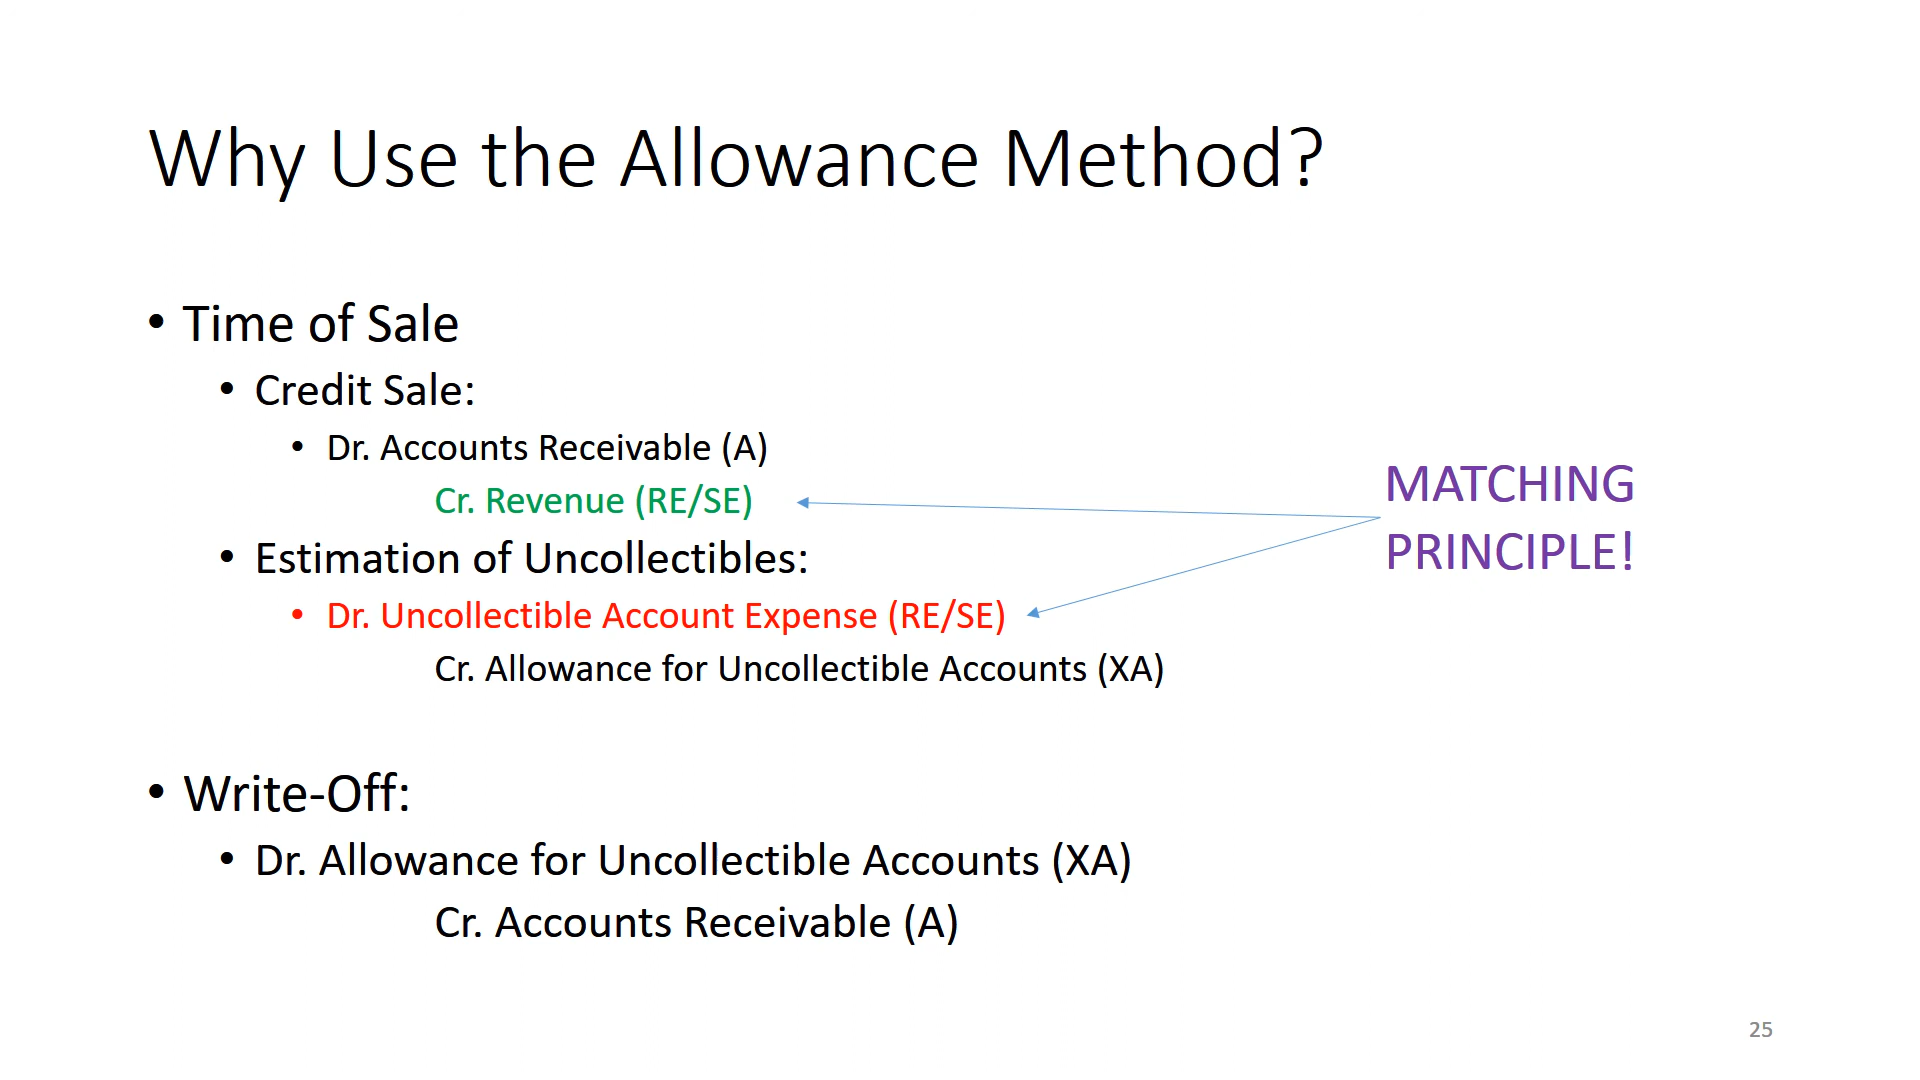 Why Use the Allowance Method?
• Time of Sale
• Credit Sale:
• Dr. Accounts Receivable (A)
Cr. Revenue (RE/SE)
• Estimation of Uncollectibles:
• Dr. Uncollectible Account Expense (RE/SE)
Cr. Allowance for Uncollectible Accounts (XA)
MATCHING
PRINCIPLE!
• Write-Off:
• Dr. Allowance for Uncollectible Accounts (XA)
Cr. Accounts Receivable (A)
25